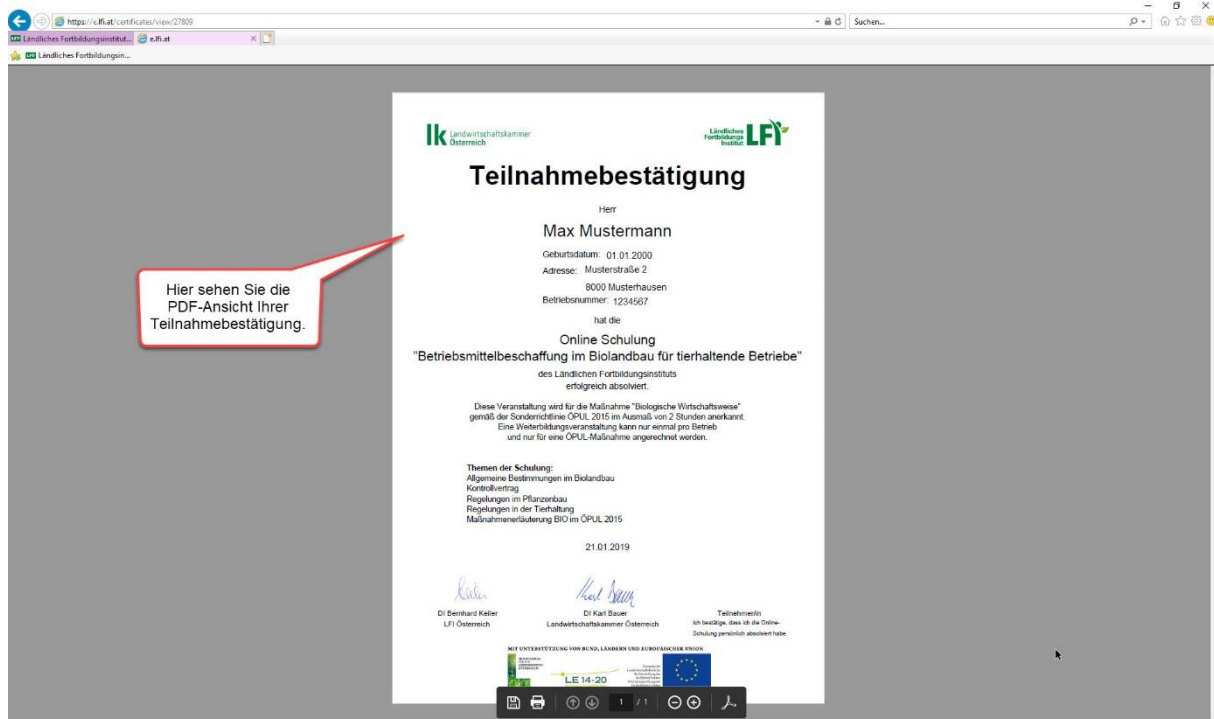 https://e.lfi.at/certificates/view/27809
Suchen...
LFI Ländliches Fortbildungsinstitut...
e.lfi.at
LFI Ländliches Fortbildungsin...
lk Landwirtschaftskammer
Österreich
Ländliches
Fortbildungs
Institut
LFI
Teilnahmebestätigung
Herr
Max Mustermann
Geburtsdatum: 01.01.2000
Adresse: Musterstraße 2
8000 Musterhausen
Betriebsnummer: 1234567
hat die
Online Schulung
"Betriebsmittelbeschaffung im Biolandbau für tierhaltende Betriebe"
des Ländlichen Fortbildungsinstituts
erfolgreich absolviert.
Diese Veranstaltung wird für die Maßnahme "Biologische Wirtschaftsweise"
gemäß der Sonderrichtlinie ÖPUL 2015 im Ausmaß von 2 Stunden anerkannt.
Eine Weiterbildungsveranstaltung kann nur einmal pro Betrieb
und nur für eine ÖPUL-Maßnahme angerechnet werden.
Hier sehen Sie die
PDF-Ansicht Ihrer
Teilnahmebestätigung.
Themen der Schulung:
Allgemeine Bestimmungen im Biolandbau
Kontrollvertrag
Regelungen im Pflanzenbau
Regelungen in der Tierhaltung
Maßnahmenerläuterung BIO im ÖPUL 2015
21.01.2019
Karl Bauer
DI Bernhard Keiler
LFI Österreich
DI Karl Bauer
Landwirtschaftskammer Österreich
Teilnehmer/in
Ich bestätige, dass ich die Online-
Schulung persönlich absolviert habe.
MIT UNTERSTÜTZUNG VON BUND, LÄNDERN UND EUROPÄISCHER UNION
LE 14-20
1 / 1